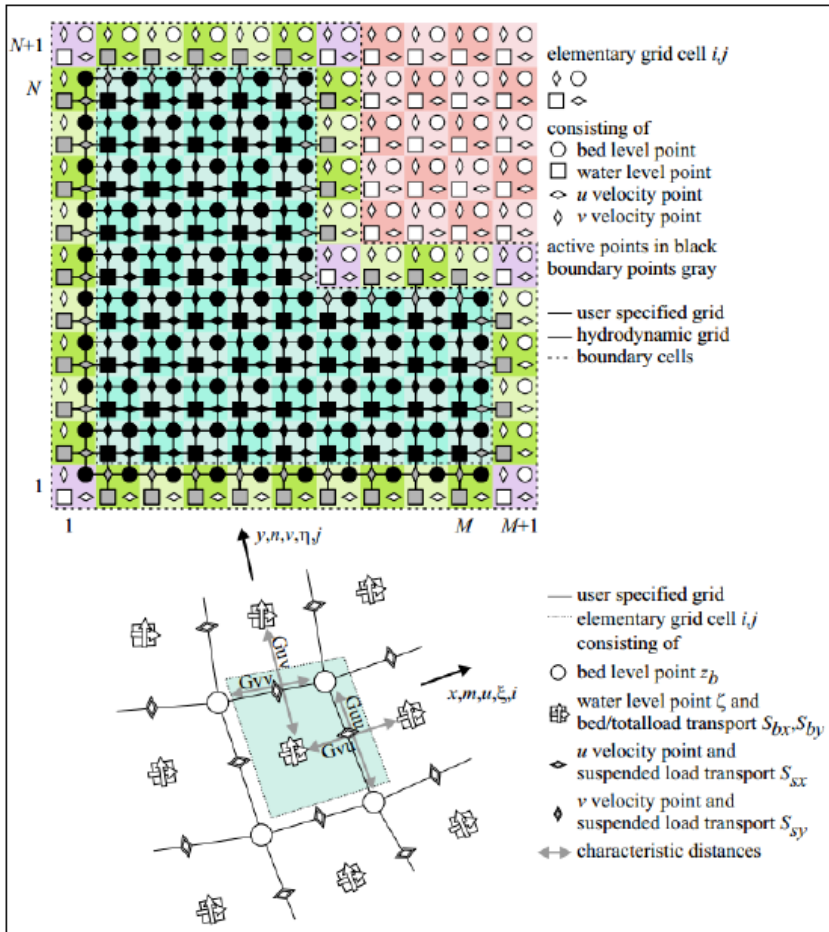 N+1
N
1
1
M
M+1
elementary grid cell i,j
consisting of
bed level point
water level point
u velocity point
v velocity point
active points in black
boundary points gray
user specified grid
hydrodynamic grid
boundary cells
y,n,v,η,j
x,m,u,ξ,i
Guv
Gvv
Guu
Gvu
user specified grid
elementary grid cell i,j
consisting of
bed level point z_b
water level point ζ and
bed/totalload transport S_bx,S_by
u velocity point and
suspended load transport S_sx
v velocity point and
suspended load transport S_sy
characteristic distances